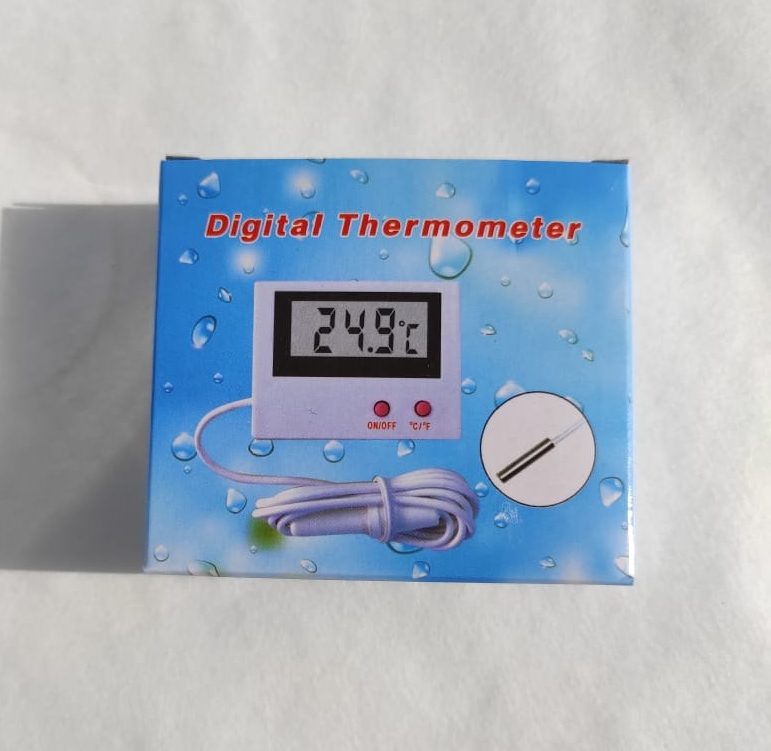 Digital Thermometer
24.9°C
ON/OFF °C/°F